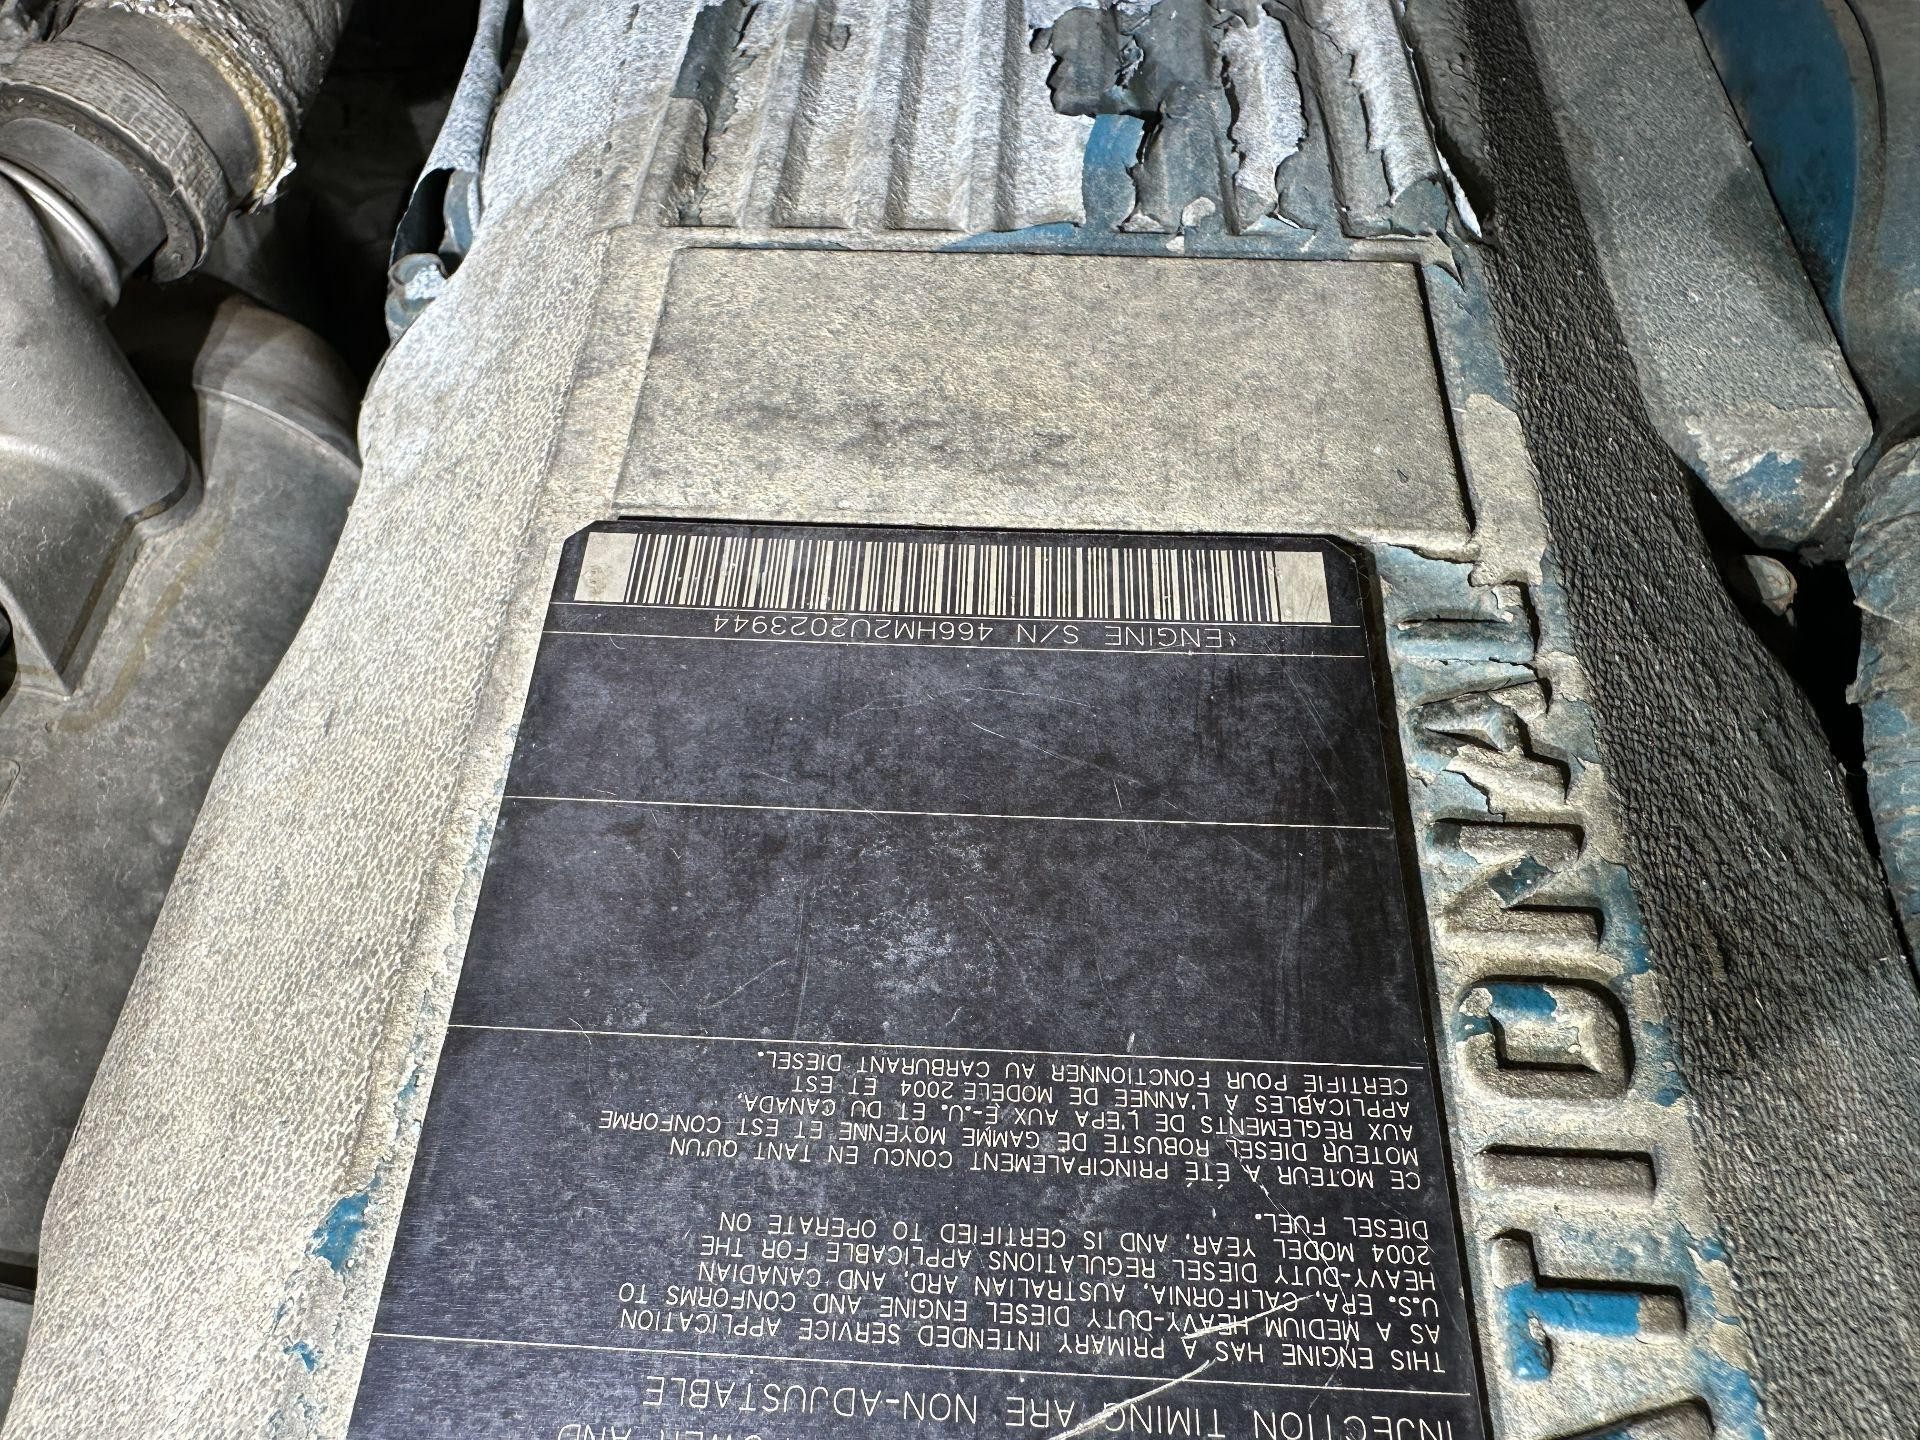 OWER AND
INJECTION TIMING ARE NON-ADJUSTABLE
THIS ENGINE HAS A PRIMARY INTENDED SERVICE APPLICATION
AS A MEDIUM HEAVY-DUTY DIESEL ENGINE AND CONFORMS TO
U.S. EPA, CALIFORNIA, AUSTRALIAN ARD, AND CANADIAN
HEAVY-DUTY DIESEL REGULATIONS APPLICABLE FOR THE
2004 MODEL YEAR, AND IS CERTIFIED TO OPERATE ON
DIESEL FUEL.
CE MOTEUR A ÉTÉ PRINCIPALEMENT CONCU EN TANT QU'UN
MOTEUR DIESEL ROBUSTE DE GAMME MOYENNE ET EST CONFORME
AUX REGLEMENTS DE L'EPA AUX É-.U. ET DU CANADA,
APPLICABLES À L'ANNEE DE MODELE 2004 ET EST
CERTIFIE POUR FONCTIONNER AU CARBURANT DIESEL.
ENGINE S/N 466HM2U2023944
ATIONAL